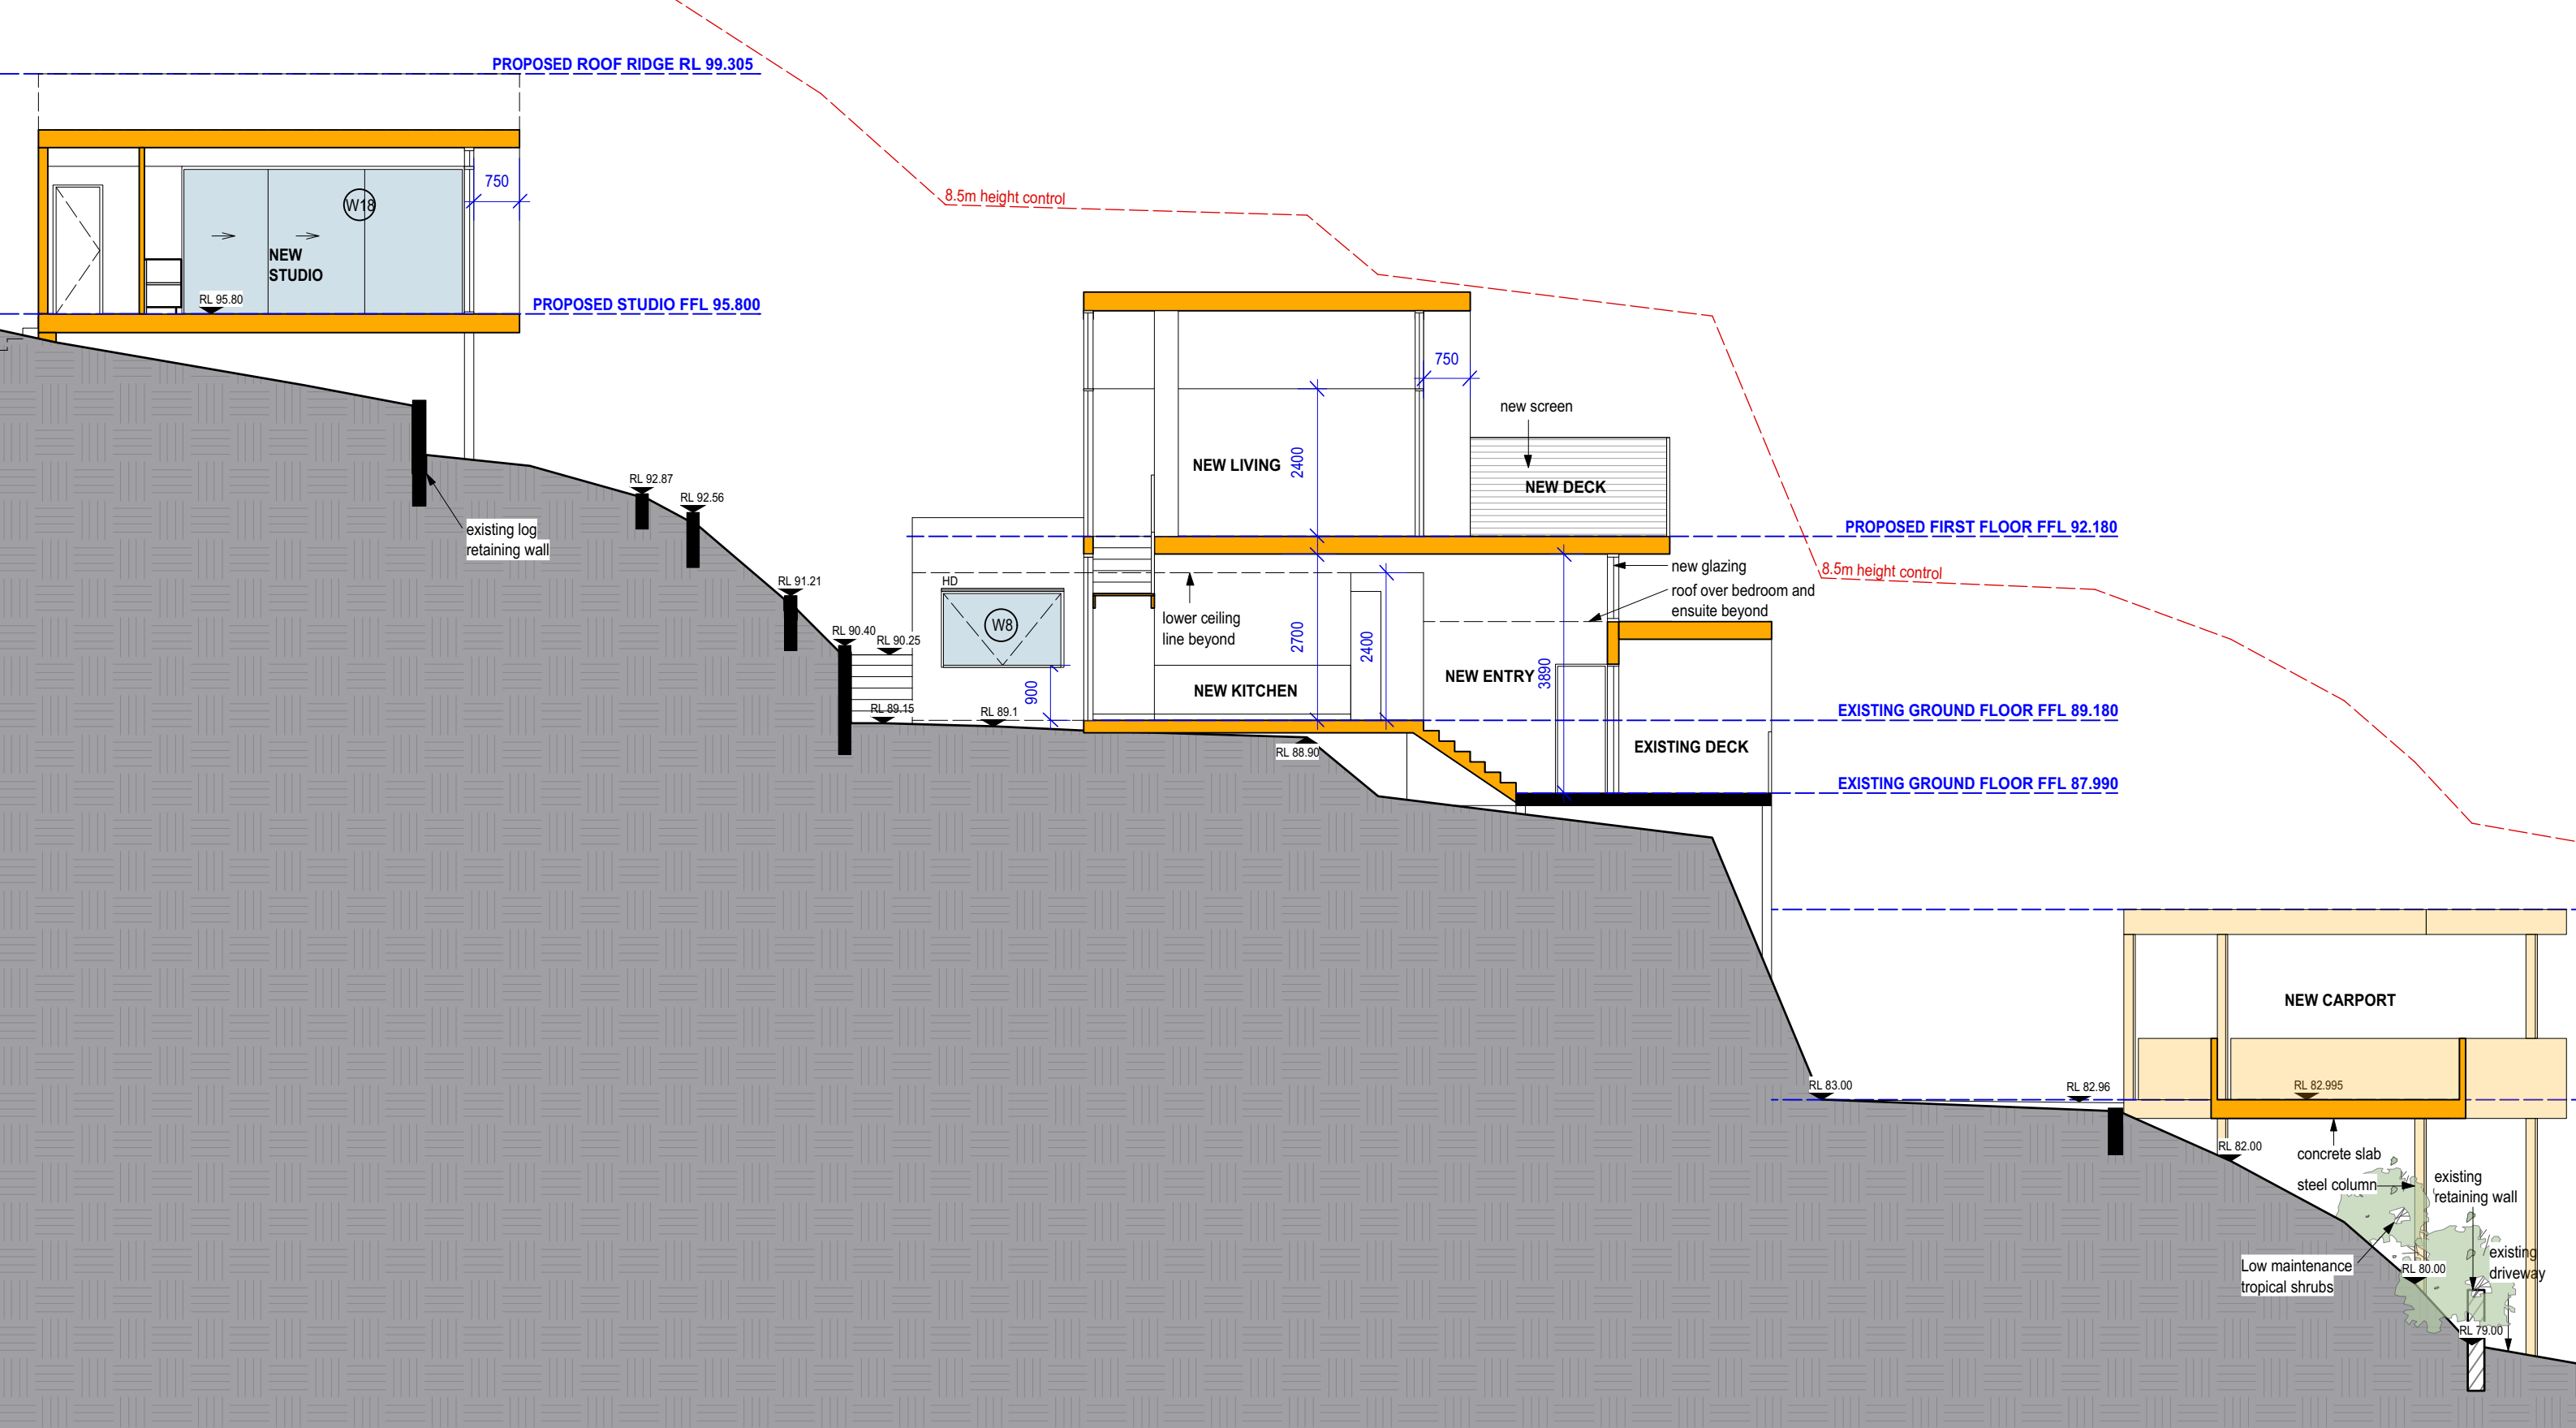 PROPOSED ROOF RIDGE RL 99.305
750
W18
NEW
STUDIO
RL 95.80
PROPOSED STUDIO FFL 95.800
8.5m height control
existing log
retaining wall
RL 92.87
RL 92.56
RL 91.21
RL 90.40
RL 90.25
RL 89.15
RL 89.1
HD
W8
900
750
new screen
NEW LIVING
2400
NEW DECK
PROPOSED FIRST FLOOR FFL 92.180
new glazing
8.5m height control
roof over bedroom and
ensuite beyond
lower ceiling
line beyond
2700
2400
3890
NEW ENTRY
NEW KITCHEN
EXISTING GROUND FLOOR FFL 89.180
RL 88.90
EXISTING DECK
EXISTING GROUND FLOOR FFL 87.990
NEW CARPORT
RL 83.00
RL 82.96
RL 82.995
RL 82.00
concrete slab
steel column
existing
retaining wall
existing
driveway
Low maintenance
tropical shrubs
RL 80.00
RL 79.00